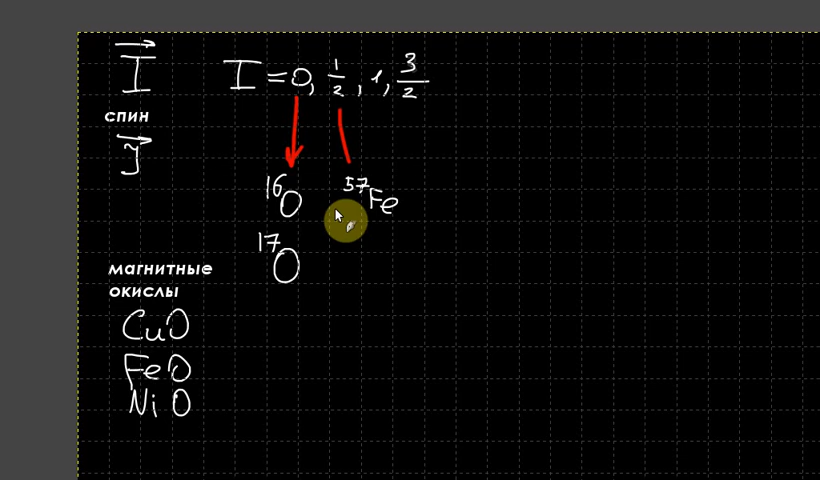 I I = 0, 1/2, 1, 3/2
спин
J
16O 57Fe
17O
магнитные
окислы
CuO
FeO
NiO